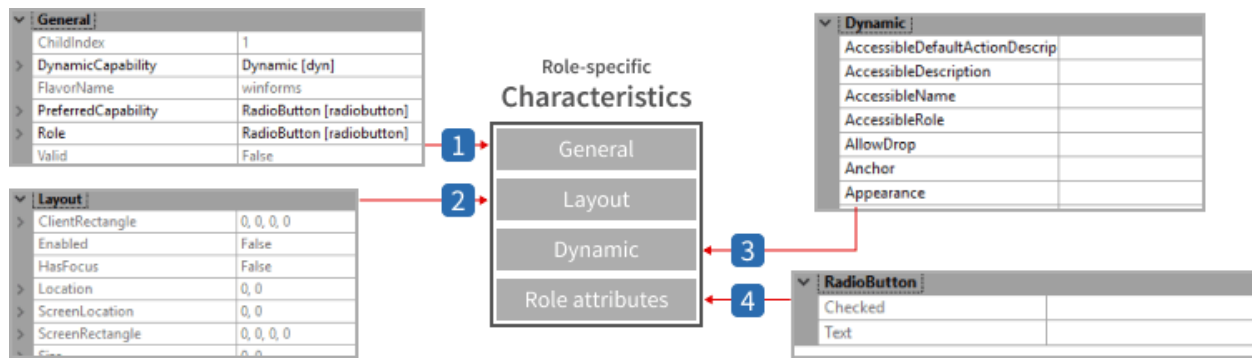 General
ChildIndex 1
DynamicCapability Dynamic [dyn]
FlavorName winforms
PreferredCapability RadioButton [radiobutton]
Role RadioButton [radiobutton]
Valid False
1
Layout
ClientRectangle 0, 0, 0, 0
Enabled False
HasFocus False
Location 0, 0
ScreenLocation 0, 0
ScreenRectangle 0, 0, 0, 0
2
Role-specific
Characteristics
General
Layout
Dynamic
Role attributes
Dynamic
AccessibleDefaultActionDescrip
AccessibleDescription
AccessibleName
AccessibleRole
AllowDrop
Anchor
Appearance
3
4
RadioButton
Checked
Text